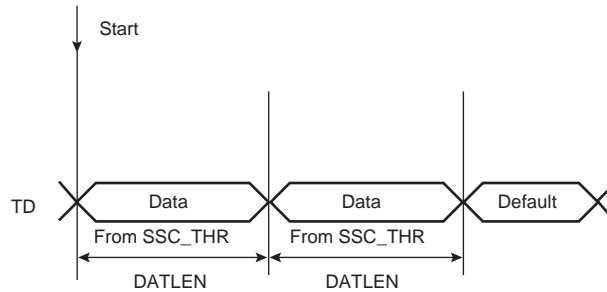 Start
TD
Data
Data
Default
From SSC_THR
From SSC_THR
DATLEN
DATLEN